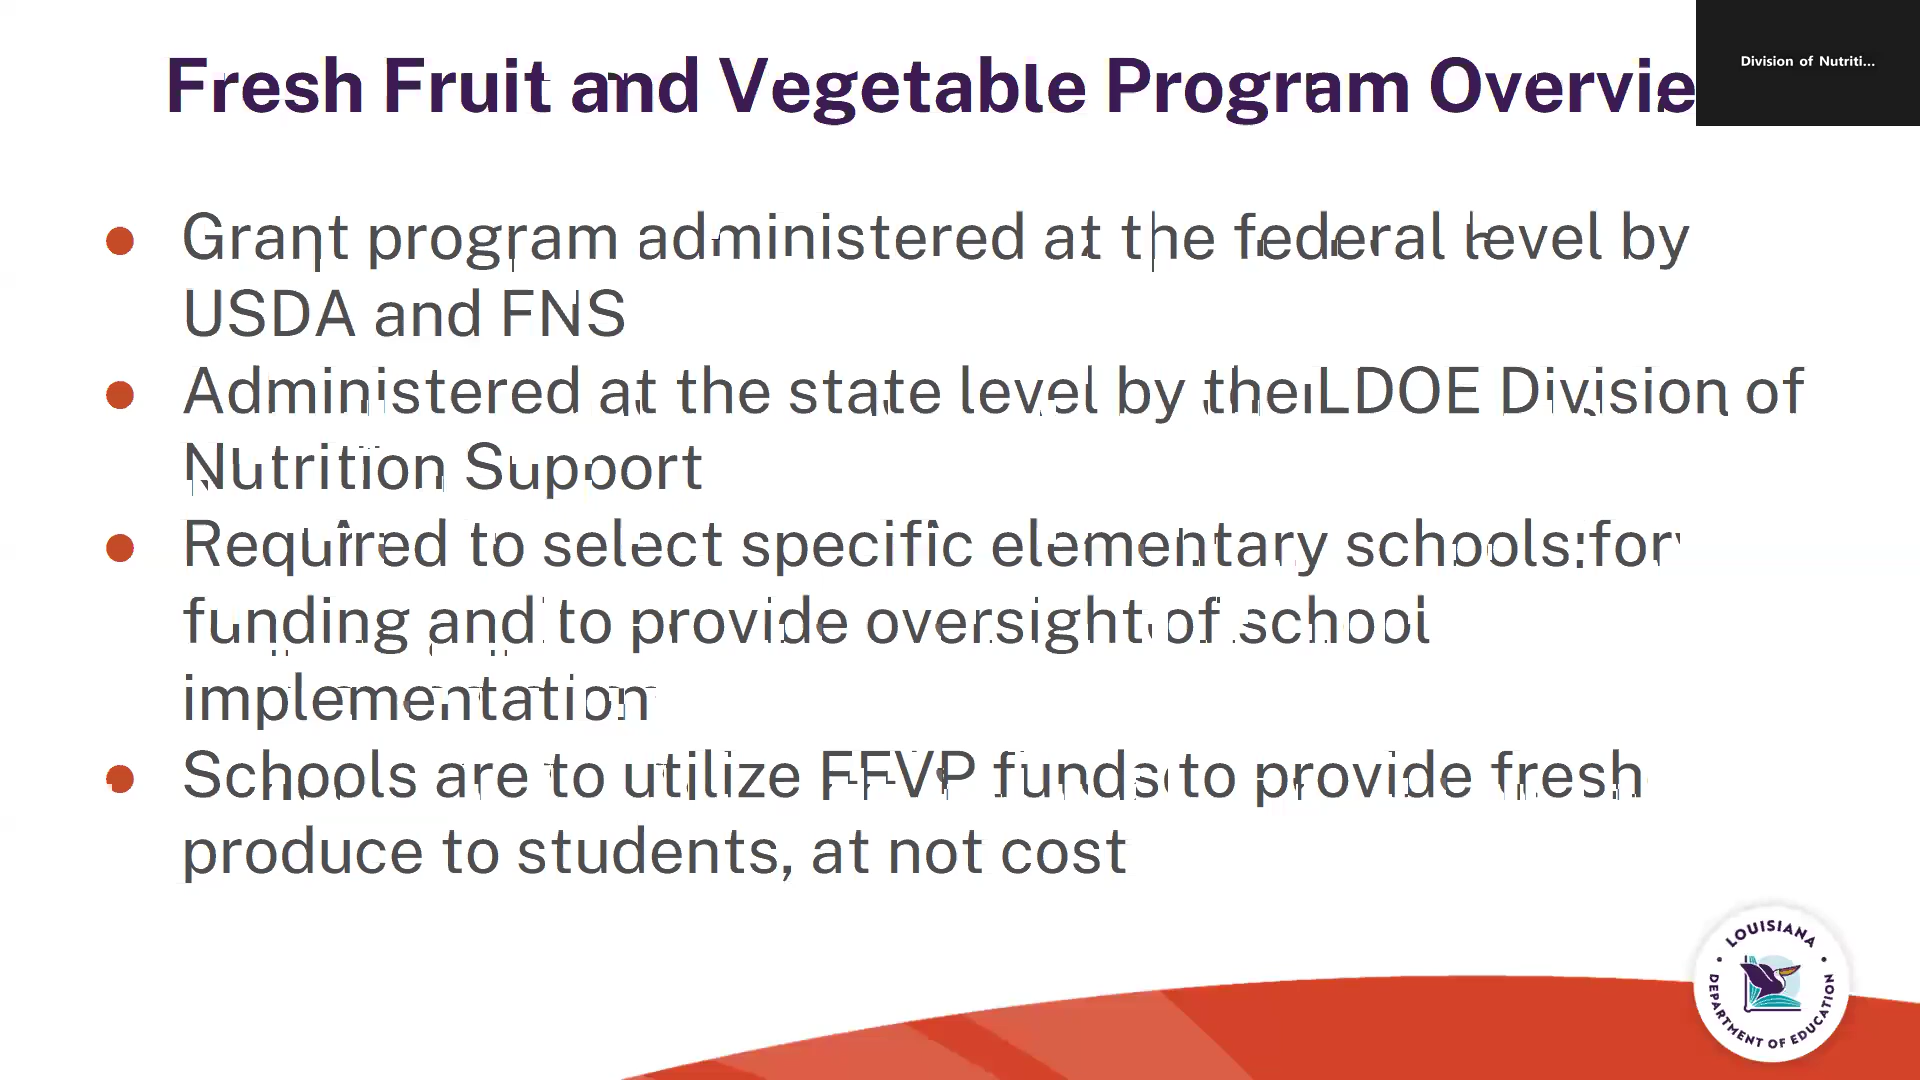 Fresh Fruit and Vegetable Program Overvie
Division of Nutriti...
Grant program administered at the federal level by
USDA and FNS
Administered at the state level by the LDOE Division of
Nutrition Support
Required to select specific elementary schools for
funding and to provide oversight of school
implementation
Schools are to utilize FFVP funds to provide fresh
produce to students, at not cost
LOUISIANA
DEPARTMENT OF EDUCATION